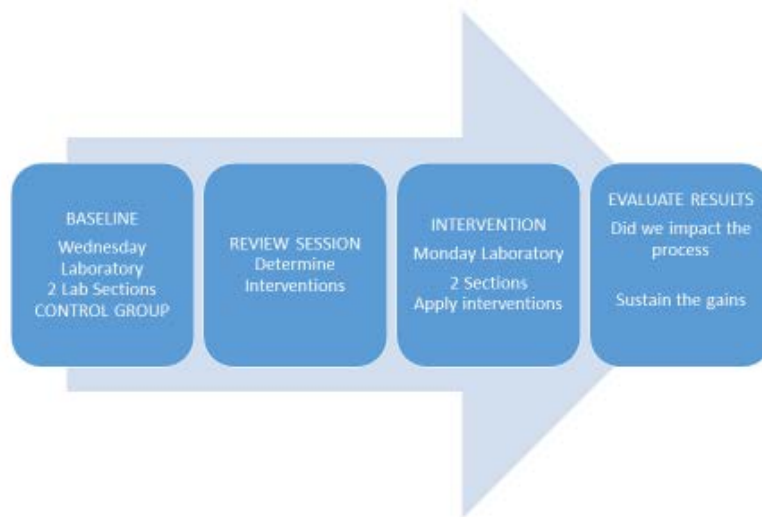 BASELINE
Wednesday
Laboratory
2 Lab Sections
CONTROL GROUP
REVIEW SESSION
Determine
Interventions
INTERVENTION
Monday Laboratory
2 Sections
Apply interventions
EVALUATE RESULTS
Did we impact the
process
Sustain the gains